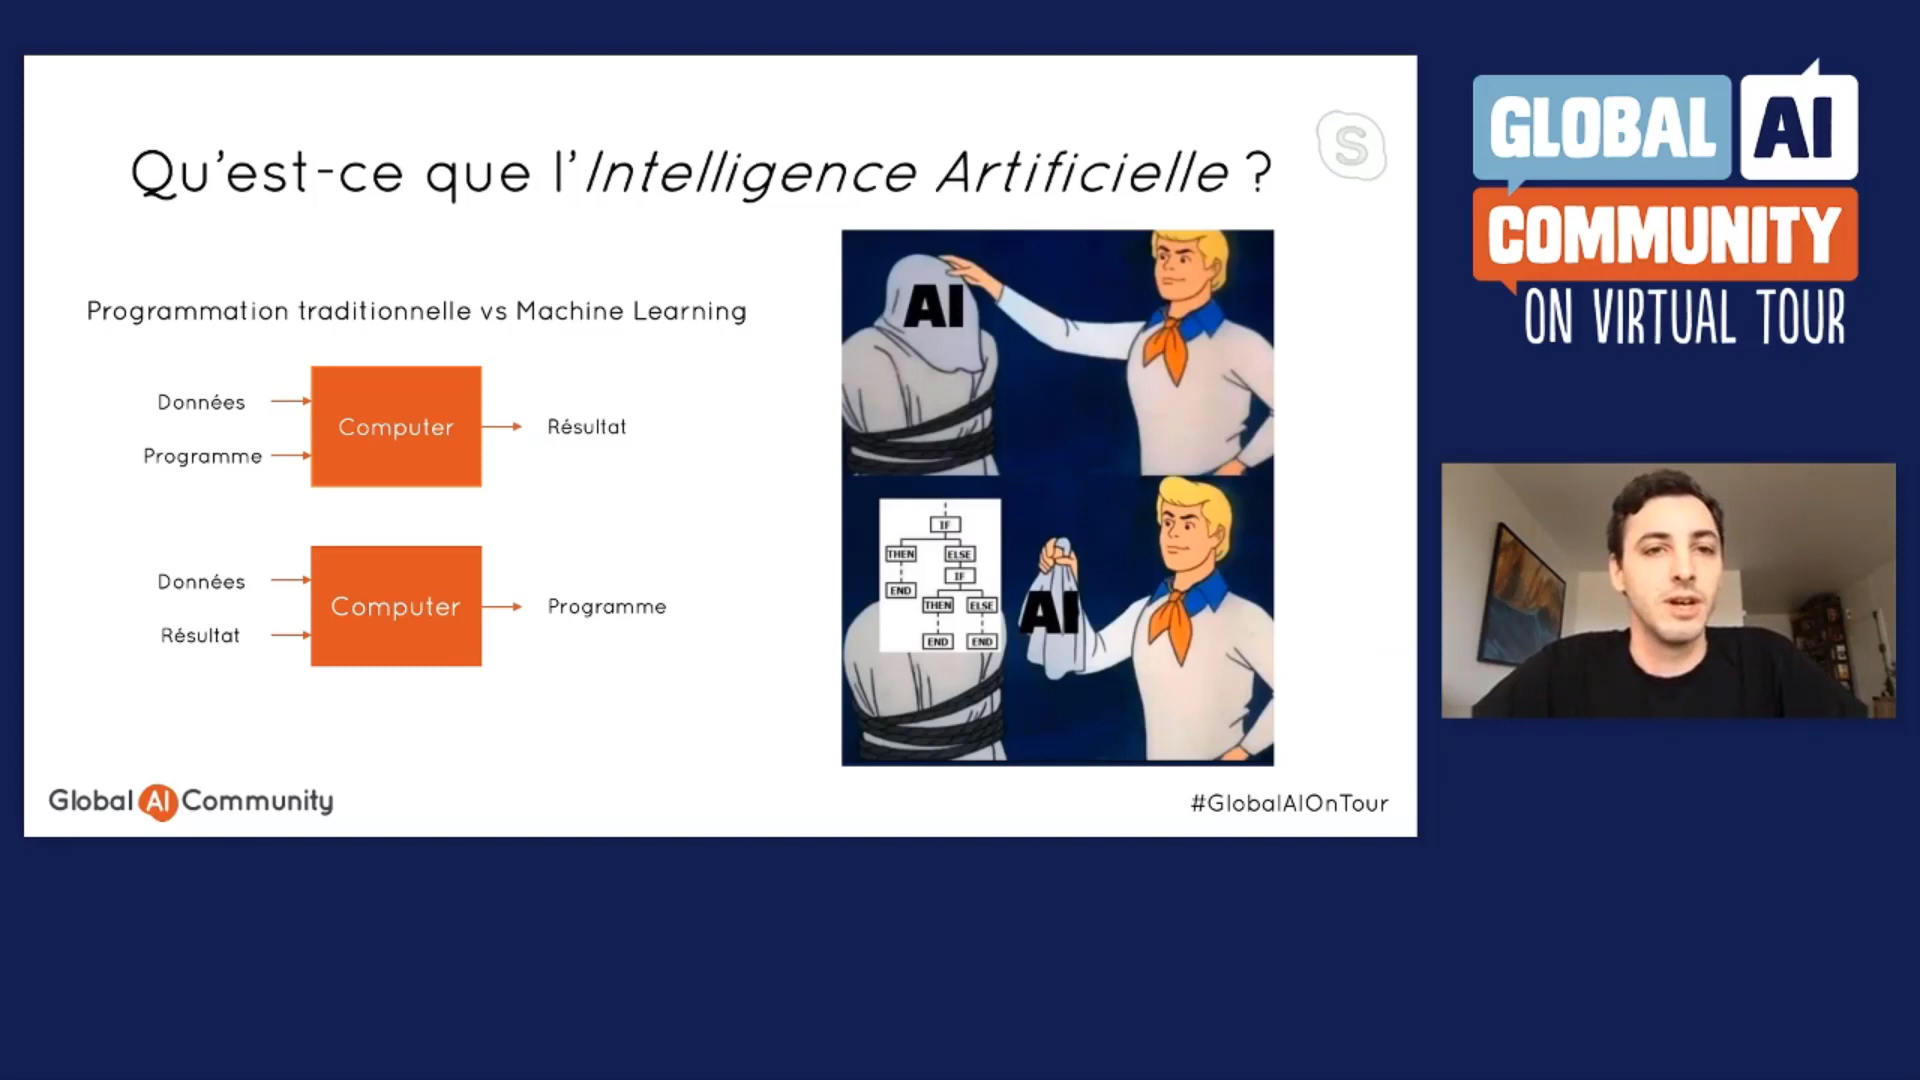 Qu'est-ce que l'Intelligence Artificielle ?
S
Programmation traditionnelle vs Machine Learning
Données
Programme
Computer
Résultat
Données
Résultat
Computer
Programme
AI
IF
THEN
ELSE
IF
END
THEN
ELSE
END
END
AI
Global AI Community
#GlobalAIOnTour
GLOBAL AI
COMMUNITY
ON VIRTUAL TOUR